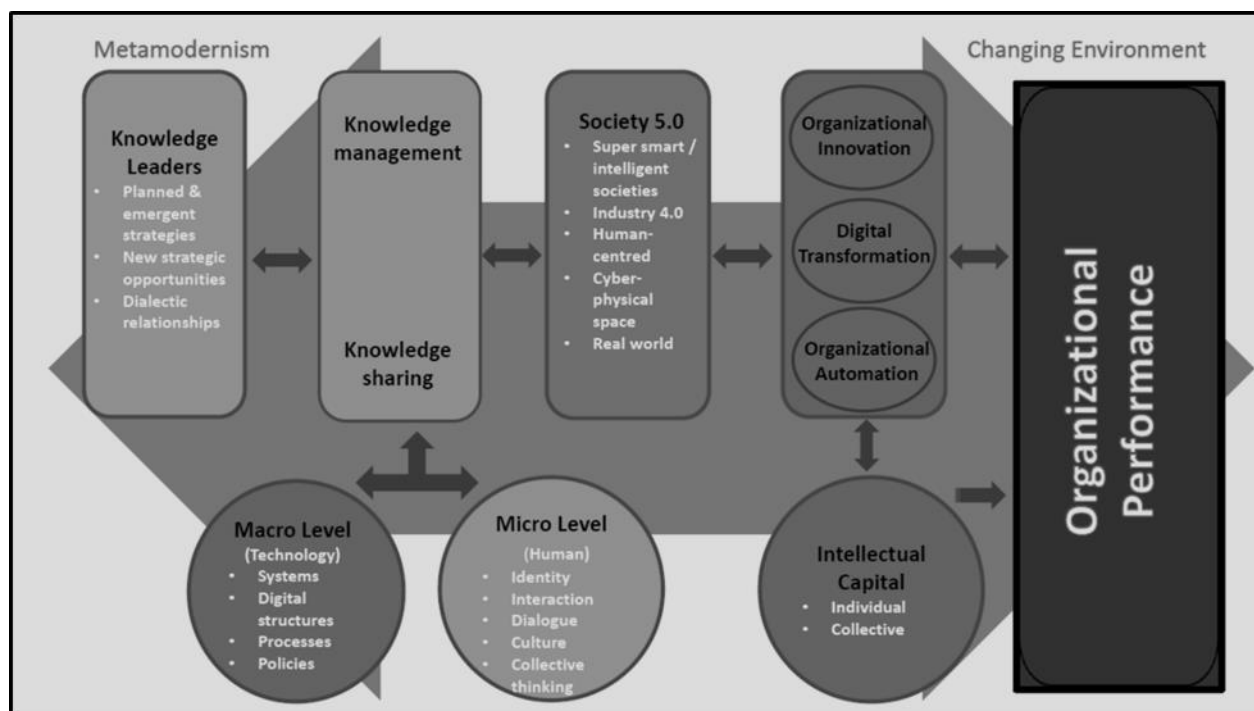 Metamodernism
Changing Environment
Knowledge
Leaders
• Planned &
emergent
strategies
• New strategic
opportunities
• Dialectic
relationships
Knowledge
management
Knowledge
sharing
Society 5.0
• Super smart /
intelligent
societies
• Industry 4.0
• Human-
centred
• Cyber-
physical
space
• Real world
Organizational
Innovation
Digital
Transformation
Organizational
Automation
Organizational
Performance
Macro Level
(Technology)
• Systems
• Digital
structures
• Processes
• Policies
Micro Level
(Human)
• Identity
• Interaction
• Dialogue
• Culture
• Collective
thinking
Intellectual
Capital
• Individual
• Collective